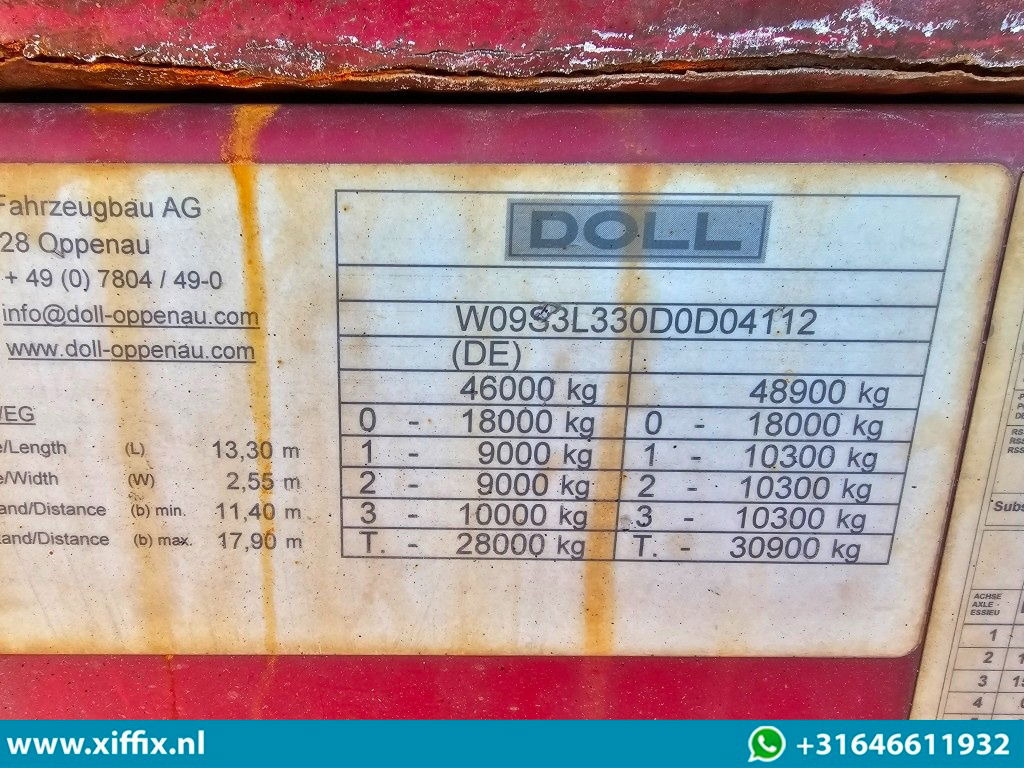 Fahrzeugbau AG
28 Oppenau
+ 49 (0) 7804 / 49-0
info@doll-oppenau.com
www.doll-oppenau.com
/EG
e/Length (L) 13,30 m
e/Width (W) 2,55 m
and/Distance (b) min. 11,40 m
tand/Distance (b) max. 17,90 m
DOLL
W09S3L330D0D04112
(DE)
46000 kg 48900 kg
0 - 18000 kg 0 - 18000 kg
1 - 9000 kg 1 - 10300 kg
2 - 9000 kg 2 - 10300 kg
3 - 10000 kg 3 - 10300 kg
T. - 28000 kg T. - 30900 kg
Subs
ACHSE
AXLE -
ESSIEU
1
2
3
4
www.xiffix.nl
+31646611932